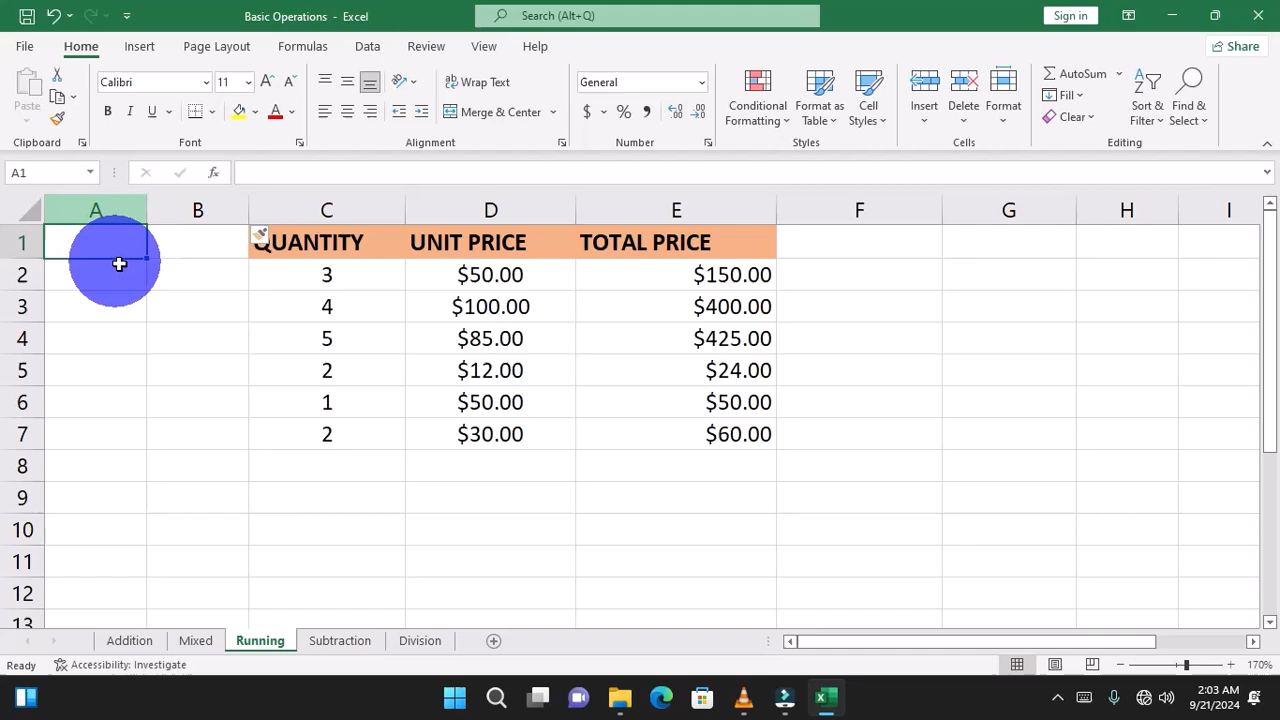 Basic Operations - Excel
Search (Alt+Q)
Sign in
File Home Insert Page Layout Formulas Data Review View Help
Share
Calibri 11
Wrap Text
General
AutoSum
Paste
B I U
Merge & Center
$ % ,
Conditional Formatting
Format as Table
Cell Styles
Insert Delete Format
Fill
Clear
Sort & Filter
Find & Select
Clipboard Font Alignment Number Styles Cells Editing
A1
fx
A B C D E F G H I
1 QUANTITY UNIT PRICE TOTAL PRICE
2 3 $50.00 $150.00
3 4 $100.00 $400.00
4 5 $85.00 $425.00
5 2 $12.00 $24.00
6 1 $50.00 $50.00
7 2 $30.00 $60.00
8
9
10
11
12
13
Addition Mixed Running Subtraction Division
Ready Accessibility: Investigate 170%
2:03 AM
9/21/2024